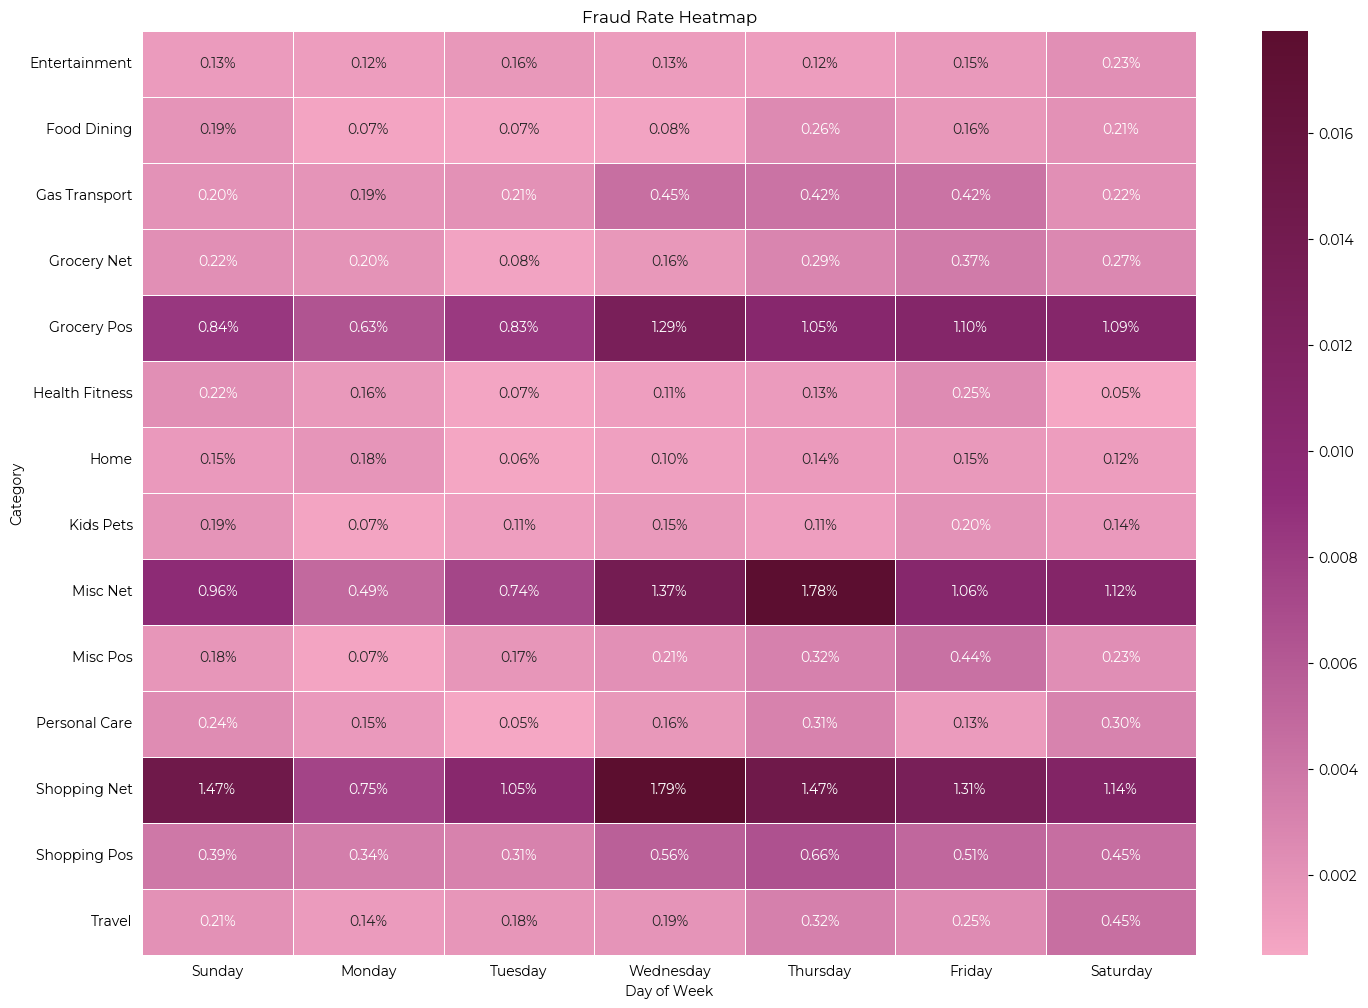 Fraud Rate Heatmap
Entertainment 0.13% 0.12% 0.16% 0.13% 0.12% 0.15% 0.23%
Food Dining 0.19% 0.07% 0.07% 0.08% 0.26% 0.16% 0.21%
Gas Transport 0.20% 0.19% 0.21% 0.45% 0.42% 0.42% 0.22%
Grocery Net 0.22% 0.20% 0.08% 0.16% 0.29% 0.37% 0.27%
Grocery Pos 0.84% 0.63% 0.83% 1.29% 1.05% 1.10% 1.09%
Health Fitness 0.22% 0.16% 0.07% 0.11% 0.13% 0.25% 0.05%
Home 0.15% 0.18% 0.06% 0.10% 0.14% 0.15% 0.12%
Kids Pets 0.19% 0.07% 0.11% 0.15% 0.11% 0.20% 0.14%
Misc Net 0.96% 0.49% 0.74% 1.37% 1.78% 1.06% 1.12%
Misc Pos 0.18% 0.07% 0.17% 0.21% 0.32% 0.44% 0.23%
Personal Care 0.24% 0.15% 0.05% 0.16% 0.31% 0.13% 0.30%
Shopping Net 1.47% 0.75% 1.05% 1.79% 1.47% 1.31% 1.14%
Shopping Pos 0.39% 0.34% 0.31% 0.56% 0.66% 0.51% 0.45%
Travel 0.21% 0.14% 0.18% 0.19% 0.32% 0.25% 0.45%
Sunday Monday Tuesday Wednesday Thursday Friday Saturday
Day of Week
Category
0.016
0.014
0.012
0.010
0.008
0.006
0.004
0.002